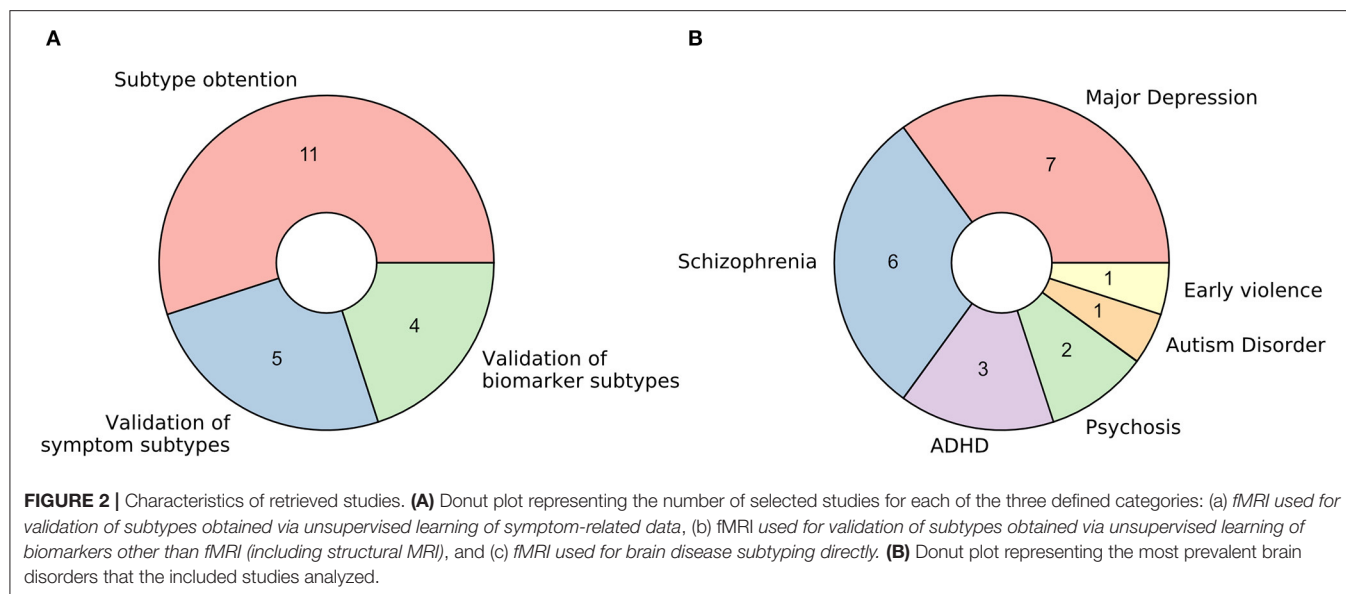 A
Subtype obtention
11
5
4
Validation of
symptom subtypes
Validation of
biomarker subtypes
B
Major Depression
7
Schizophrenia
6
3
ADHD
2
Psychosis
1
Autism Disorder
1
Early violence
FIGURE 2 | Characteristics of retrieved studies. (A) Donut plot representing the number of selected studies for each of the three defined categories: (a) fMRI used for
validation of subtypes obtained via unsupervised learning of symptom-related data, (b) fMRI used for validation of subtypes obtained via unsupervised learning of
biomarkers other than fMRI (including structural MRI), and (c) fMRI used for brain disease subtyping directly. (B) Donut plot representing the most prevalent brain
disorders that the included studies analyzed.